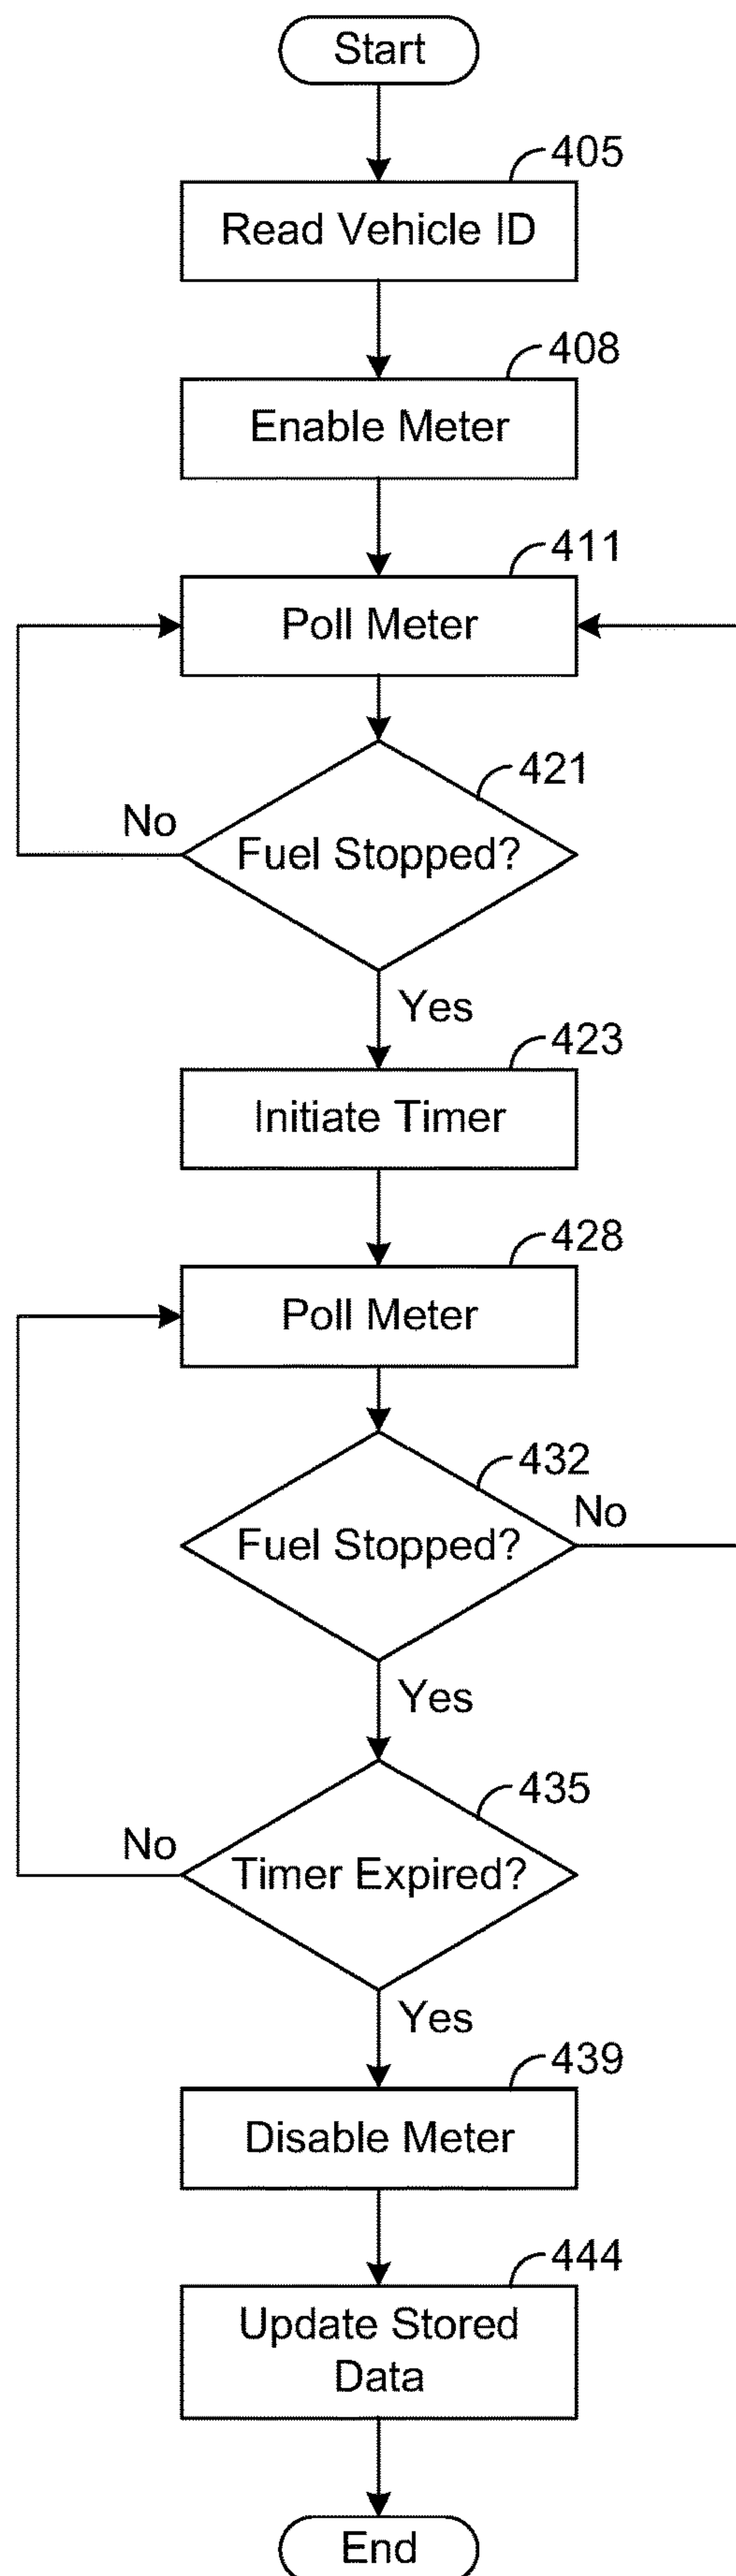 Start
405
Read Vehicle ID
408
Enable Meter
411
Poll Meter
421
No
Fuel Stopped?
Yes
423
Initiate Timer
428
Poll Meter
432
No
Fuel Stopped?
Yes
435
No
Timer Expired?
Yes
439
Disable Meter
444
Update Stored
Data
End